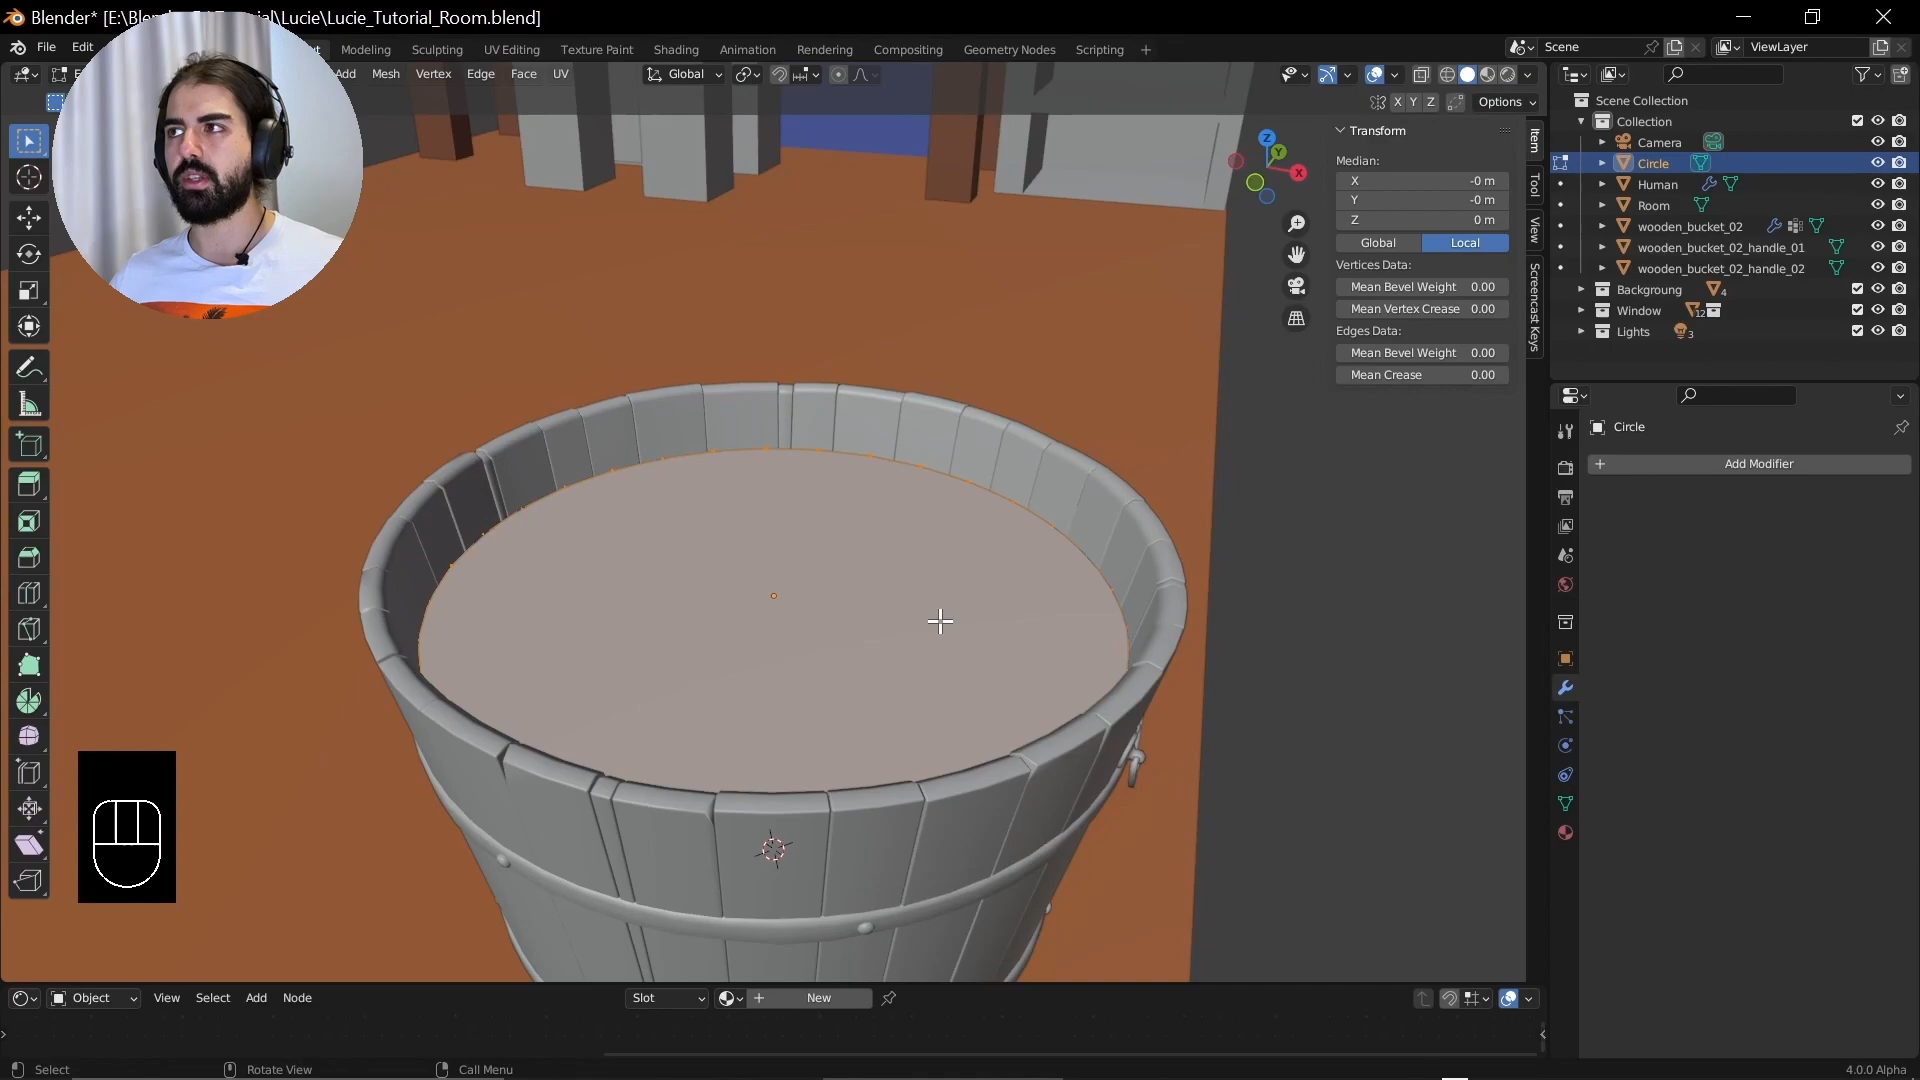 Blender* [E:\Blende al\Lucie\Lucie_Tutorial_Room.blend]
File Edit Modeling Sculpting UV Editing Texture Paint Shading Animation Rendering Compositing Geometry Nodes Scripting + Scene ViewLayer
Add Mesh Vertex Edge Face UV Global
X Y Z Options
Scene Collection
Collection
Camera
Circle
Human
Room
wooden_bucket_02
wooden_bucket_02_handle_01
wooden_bucket_02_handle_02
Backgroung 4
Window 12
Lights 3
Z Y X
Transform
Median:
X -0 m
Y -0 m
Z 0 m
Global Local
Vertices Data:
Mean Bevel Weight 0.00
Mean Vertex Crease 0.00
Edges Data:
Mean Bevel Weight 0.00
Mean Crease 0.00
Item
Tool
View
Screencast Keys
Circle
+ Add Modifier
Object View Select Add Node Slot + New
Select Rotate View Call Menu 4.0.0 Alpha